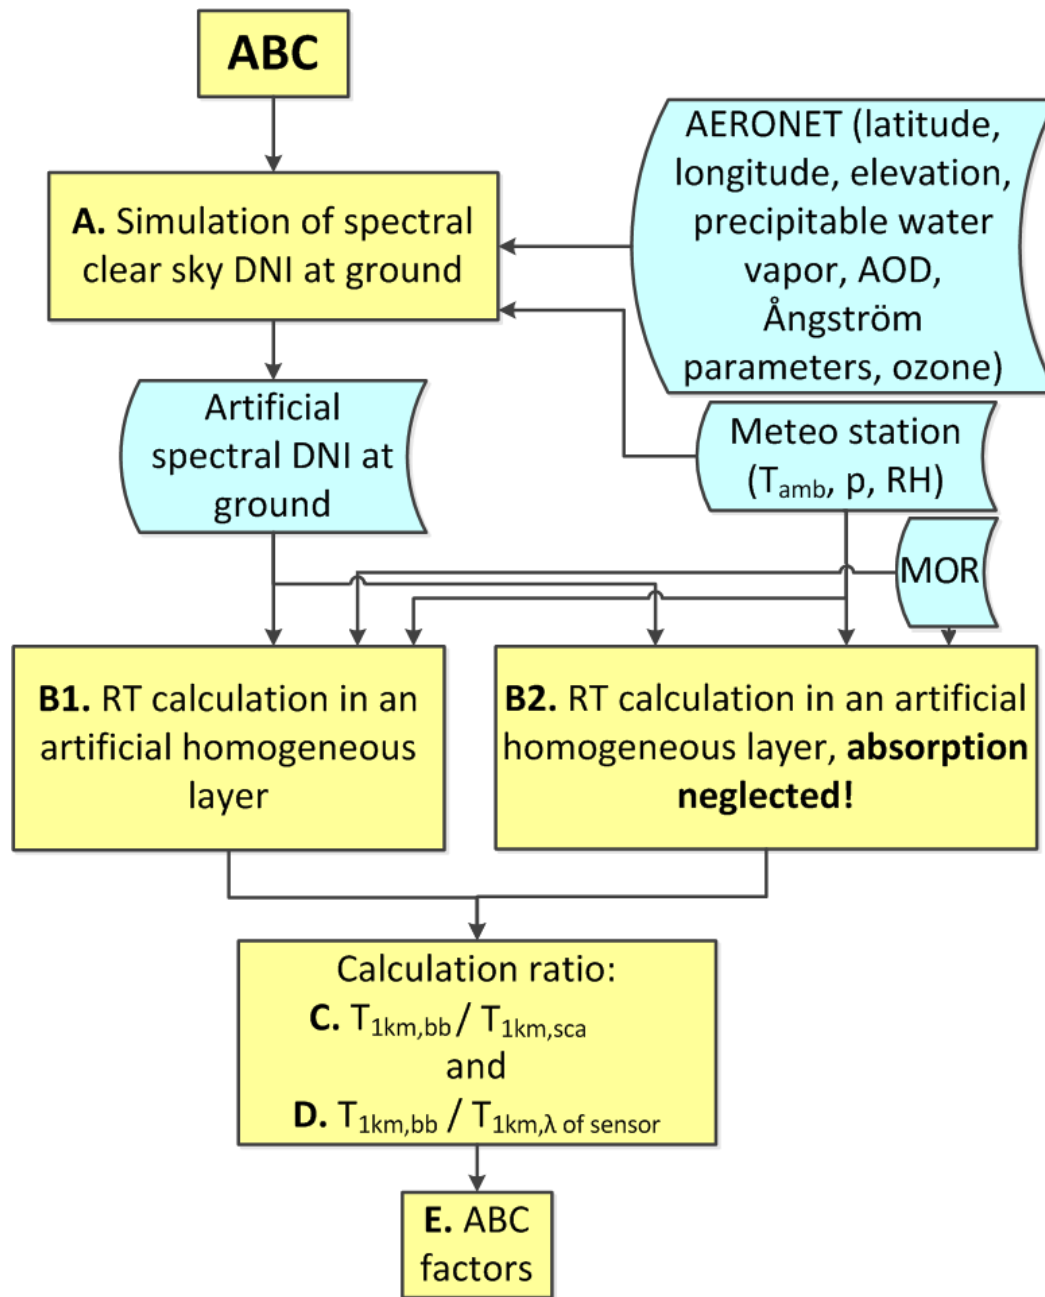 ABC
A. Simulation of spectral
clear sky DNI at ground
AERONET (latitude,
longitude, elevation,
precipitable water
vapor, AOD,
Ångström
parameters, ozone)
Artificial
spectral DNI at
ground
Meteo station
(Tamb, p, RH)
MOR
B1. RT calculation in an
artificial homogeneous
layer
B2. RT calculation in an artificial
homogeneous layer, absorption
neglected!
Calculation ratio:
C. T1km,bb / T1km,sca
and
D. T1km,bb / T1km,λ of sensor
E. ABC
factors